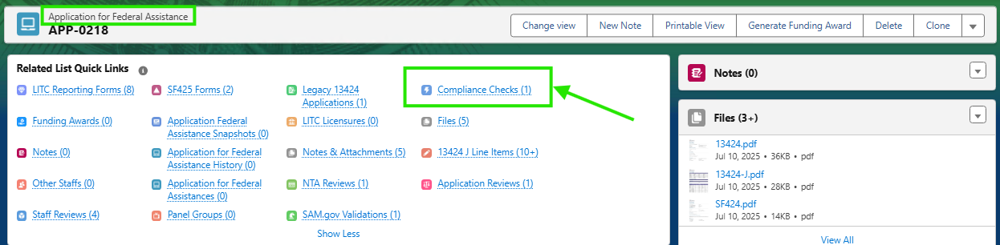 Application for Federal Assistance
APP-0218
Change view
New Note
Printable View
Generate Funding Award
Delete
Clone
Related List Quick Links
LITC Reporting Forms (8)
SF425 Forms (2)
Legacy 13424
Applications (1)
Compliance Checks (1)
Funding Awards (0)
Application Federal
Assistance Snapshots (0)
LITC Licensures (0)
Files (5)
Notes (0)
Application for Federal
Assistance History (0)
Notes & Attachments (5)
13424 J Line Items (10+)
Other Staffs (0)
Application for Federal
Assistances (0)
NTA Reviews (1)
Application Reviews (1)
Staff Reviews (4)
Panel Groups (0)
SAM.gov Validations (1)
Show Less
Notes (0)
Files (3+)
13424.pdf
Jul 10, 2025 • 36KB • pdf
13424-J.pdf
Jul 10, 2025 • 28KB • pdf
SF424.pdf
Jul 10, 2025 • 14KB • pdf
View All